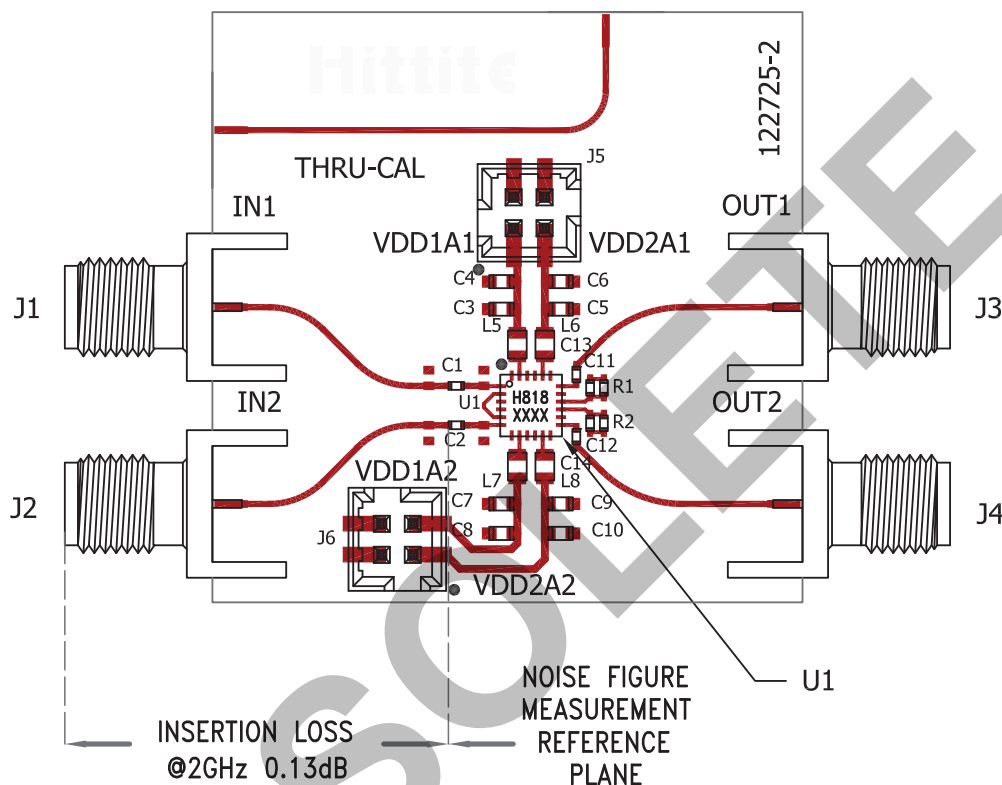 Hittite
122725-2
THRU-CAL
J5
IN1
OUT1
VDD1A1
VDD2A1
C4
C6
C3
C5
J1
J3
L5
L6
C13
C11
C1
R1
U1
H818
XXXX
IN2
OUT2
R2
C2
C12
VDD1A2
C14
L7
L8
J2
J4
C7
C9
J6
C8
C10
VDD2A2
U1
NOISE FIGURE
MEASUREMENT
REFERENCE
PLANE
INSERTION LOSS
@2GHz 0.13dB
SOLETE